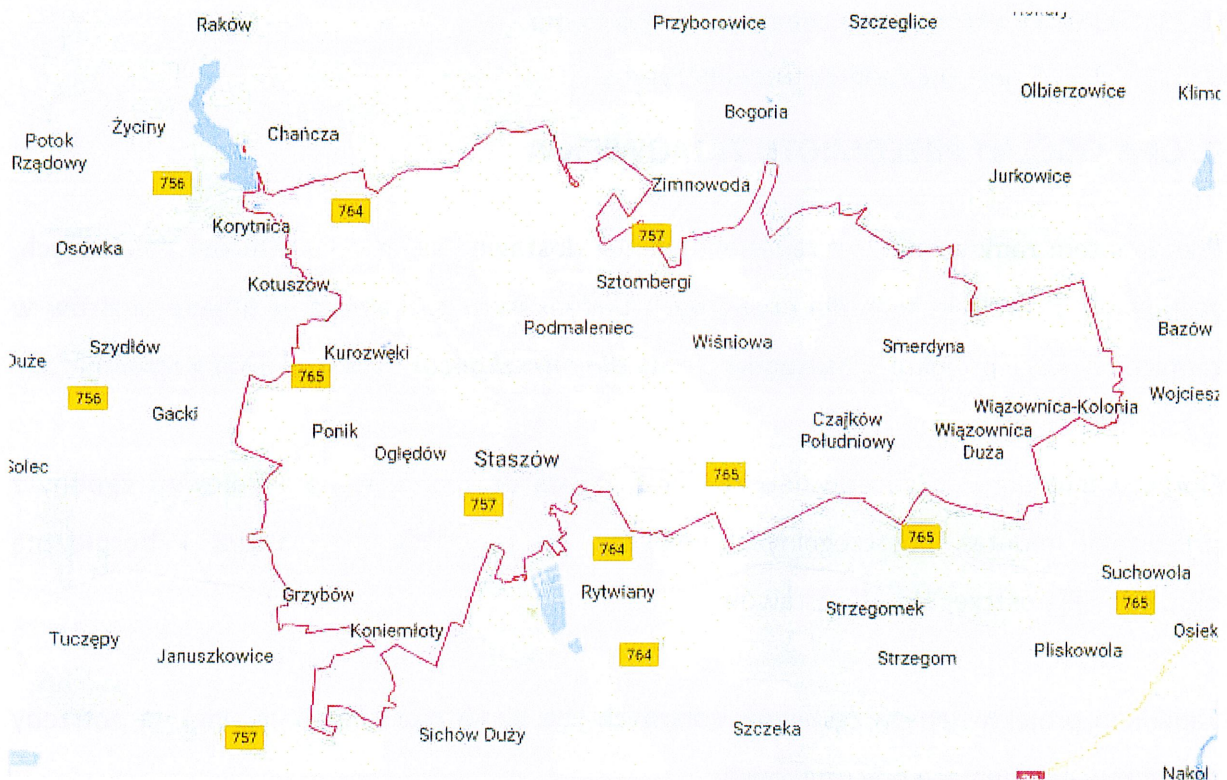 Raków
Przyborowice
Szczeglice
Olbierzowice
Bogoria
Życiny
Chańcza
Potok
Rządowy
756
764
Zimnowoda
Jurkowice
Korytnica
757
Osówka
Kotuszów
Sztombergi
Podmaleniec
Wiśniowa
Smerdyna
Bazów
Szydłów
Kurozwęki
Duże
765
756
Gacki
Wiązownica-Kolonia
Czajków
Południowy
Wiązownica
Duża
Ponik
Oględów
Staszów
765
757
764
765
Suchowola
765
Grzybów
Rytwiany
Strzegomek
Osiek
Koniemłoty
Tuczępy
Januszkowice
764
Strzegom
Pliskowola
757
Sichów Duży
Szczeka